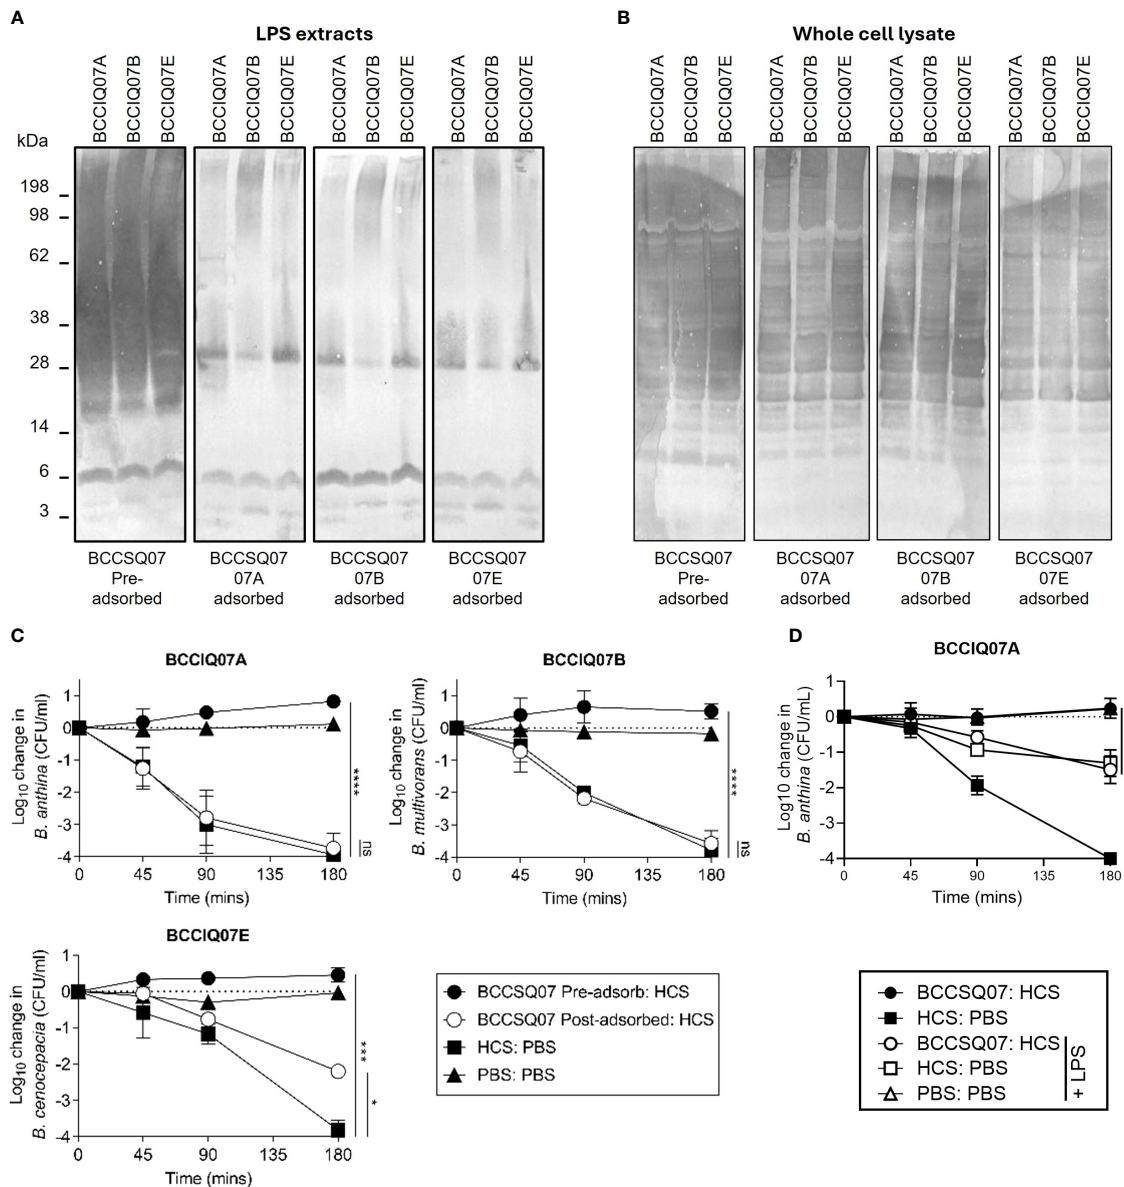 A
LPS extracts
BCCIQ07A
BCCIQ07B
BCCIQ07E
BCCIQ07A
BCCIQ07B
BCCIQ07E
BCCIQ07A
BCCIQ07B
BCCIQ07E
BCCIQ07A
BCCIQ07B
BCCIQ07E
kDa
198
98
62
38
28
14
6
3
BCCSQ07
Pre-
adsorbed
BCCSQ07
07A
adsorbed
BCCSQ07
07B
adsorbed
BCCSQ07
07E
adsorbed
B
Whole cell lysate
BCCIQ07A
BCCIQ07B
BCCIQ07E
BCCIQ07A
BCCIQ07B
BCCIQ07E
BCCIQ07A
BCCIQ07B
BCCIQ07E
BCCIQ07A
BCCIQ07B
BCCIQ07E
BCCSQ07
Pre-
adsorbed
BCCSQ07
07A
adsorbed
BCCSQ07
07B
adsorbed
BCCSQ07
07E
adsorbed
C
BCCIQ07A
Log10 change in
B. anthina (CFU/ml)
1
0
-1
-2
-3
-4
0 45 90 135 180
Time (mins)
****
ns
BCCIQ07B
Log10 change in
B. multivorans (CFU/ml)
1
0
-1
-2
-3
-4
0 45 90 135 180
Time (mins)
****
ns
D
BCCIQ07A
Log10 change in
B. anthina (CFU/mL)
1
0
-1
-2
-3
-4
0 45 90 135 180
Time (mins)
BCCIQ07E
Log10 change in
B. cenocepacia (CFU/ml)
1
0
-1
-2
-3
-4
0 45 90 135 180
Time (mins)
***
*
BCCSQ07 Pre-adsorb: HCS
BCCSQ07 Post-adsorbed: HCS
HCS: PBS
PBS: PBS
BCCSQ07: HCS
HCS: PBS
BCCSQ07: HCS
HCS: PBS
PBS: PBS
+ LPS